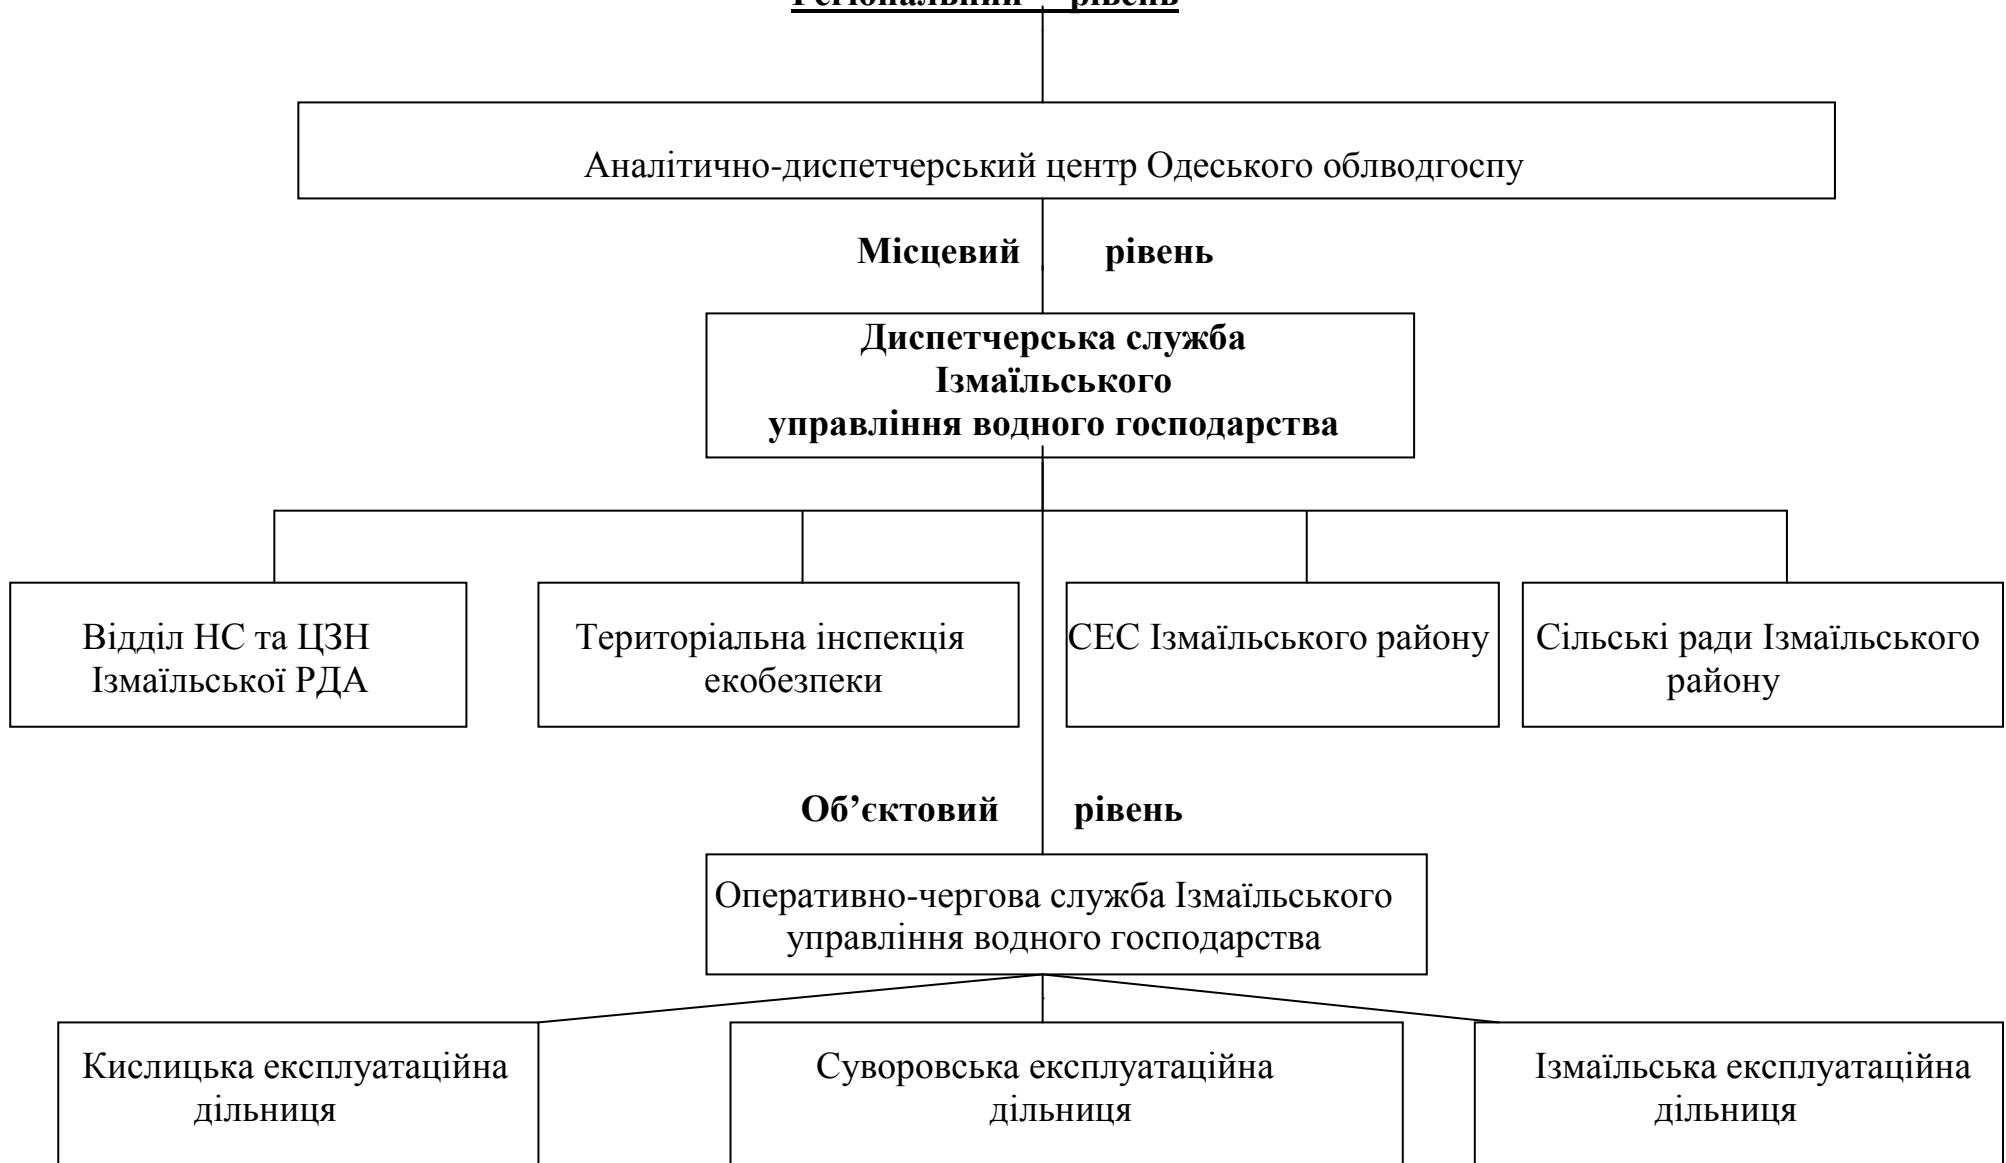 Регіональний рівень
Аналітично-диспетчерський центр Одеського облводгоспу
Місцевий рівень
Диспетчерська служба
Ізмаїльського
управління водного господарства
Відділ НС та ЦЗН
Ізмаїльської РДА
Територіальна інспекція
екобезпеки
СЕС Ізмаїльського району
Сільські ради Ізмаїльського
району
Об’єктовий рівень
Оперативно-чергова служба Ізмаїльського
управління водного господарства
Кислицька експлуатаційна
дільниця
Суворовська експлуатаційна
дільниця
Ізмаїльська експлуатаційна
дільниця